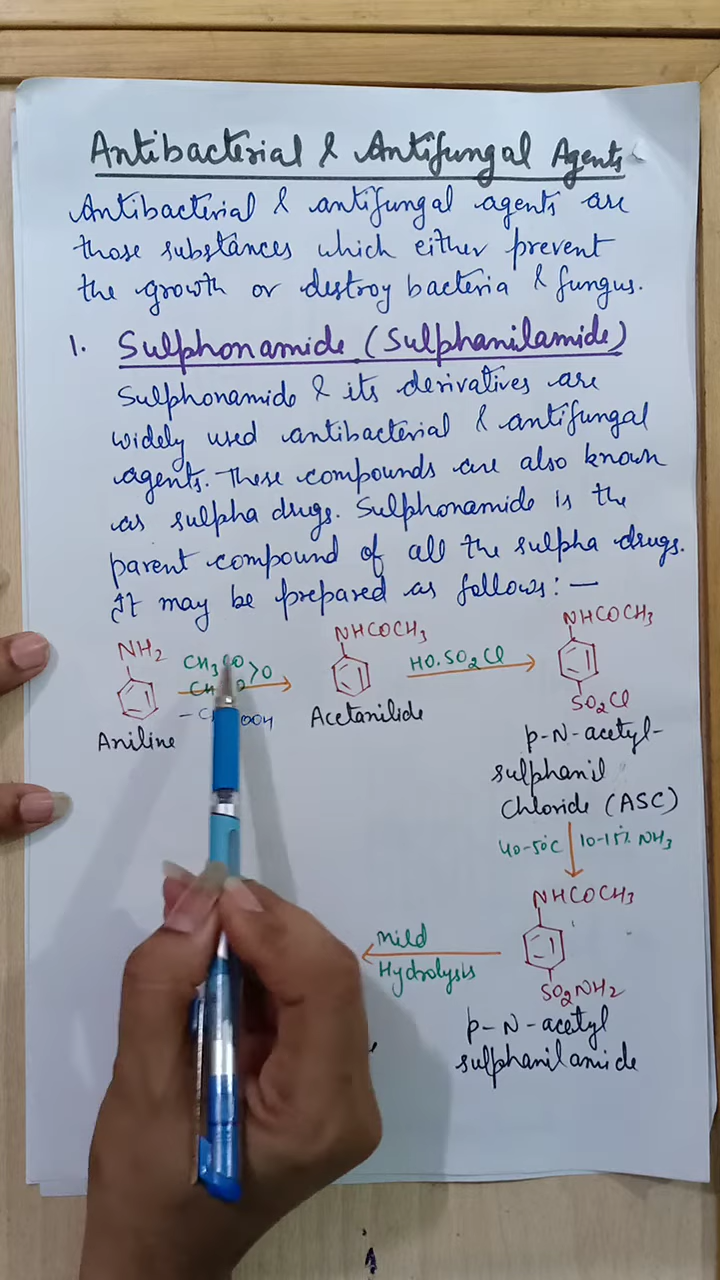 Antibacterial & Antifungal Agents
Antibacterial & antifungal agents are
those substances which either prevent
the growth or destroy bacteria & fungus.
1. Sulphonamide (Sulphanilamide)
Sulphonamide & its derivatives are
widely used antibacterial & antifungal
agents. These compounds are also known
as sulpha drugs. Sulphonamide is the
parent compound of all the sulpha drugs.
It may be prepared as follows: —
NH2
CH3CO
>O
Aniline
NHCOCH3
Acetanilide
HO.SO2Cl
NHCOCH3
SO2Cl
p-N-acetyl-
sulphanil
Chloride (ASC)
40-50°C
10-15% NH3
NHCOCH3
SO2NH2
p-N-acetyl
sulphanilamide
Mild
Hydrolysis